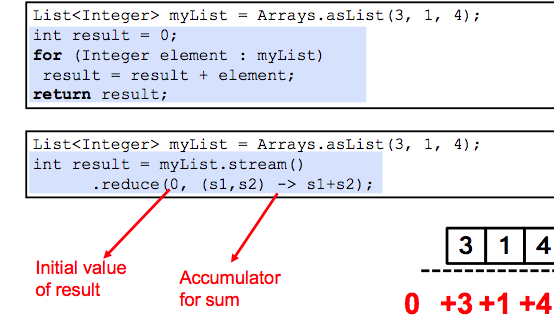 List<Integer> myList = Arrays.asList(3, 1, 4);
int result = 0;
for (Integer element : myList)
 result = result + element;
return result;
List<Integer> myList = Arrays.asList(3, 1, 4);
int result = myList.stream()
      .reduce(0, (s1,s2) -> s1+s2);
Initial value
of result
Accumulator
for sum
3 1 4
0 +3 +1 +4